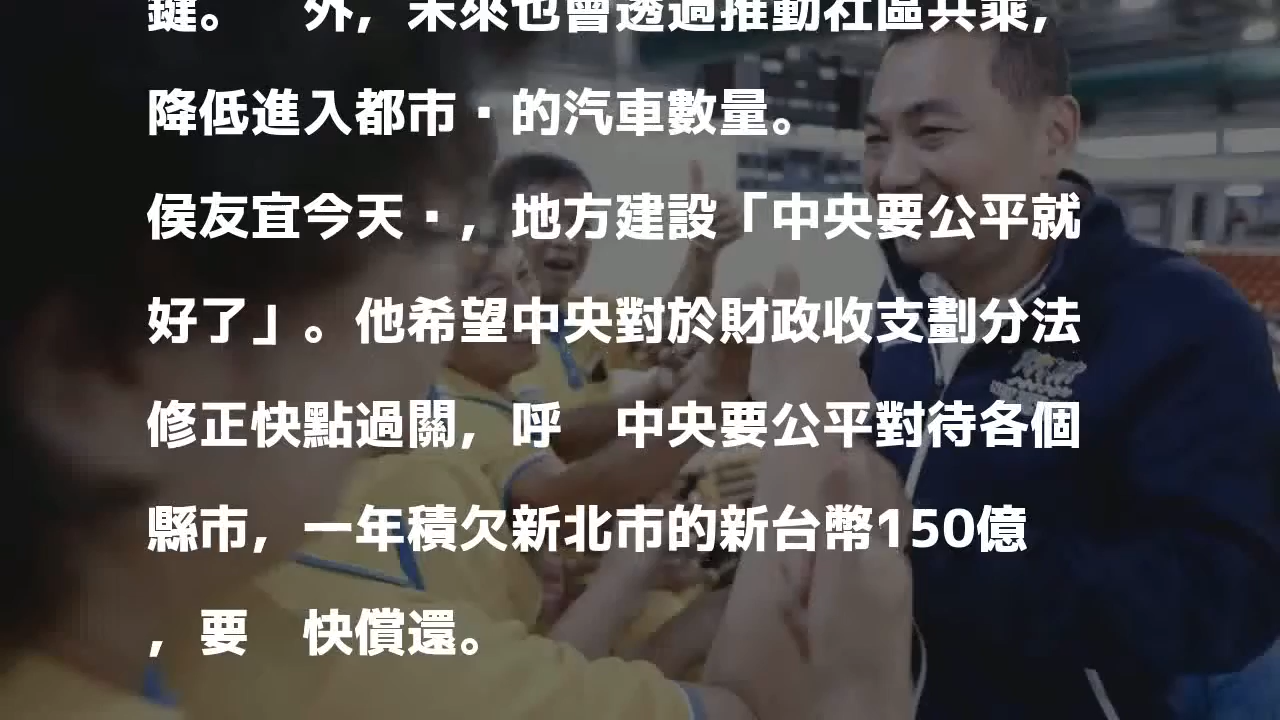 鍵。　外，未來也會透過推動社區共乘，
降低進入都市·的汽車數量。
侯友宜今天·，地方建設「中央要公平就
好了」。他希望中央對於財政收支劃分法
修正快點過關，呼　中央要公平對待各個
縣市，一年積欠新北市的新台幣150億
，要　快償還。